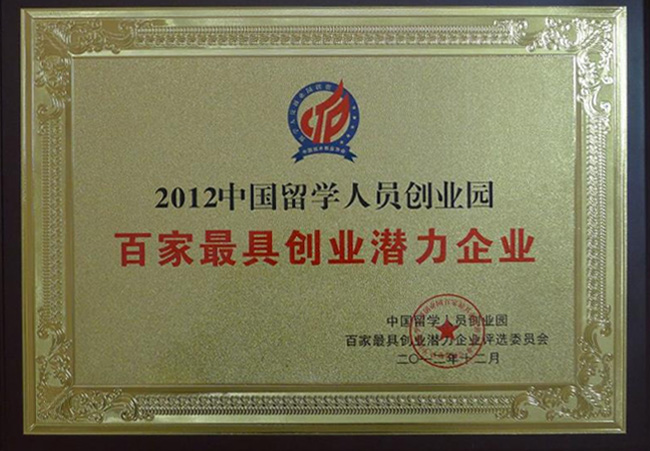 2012中国留学人员创业园
百家最具创业潜力企业
中国留学人员创业园
百家最具创业潜力企业评选委员会
二〇一二年十二月